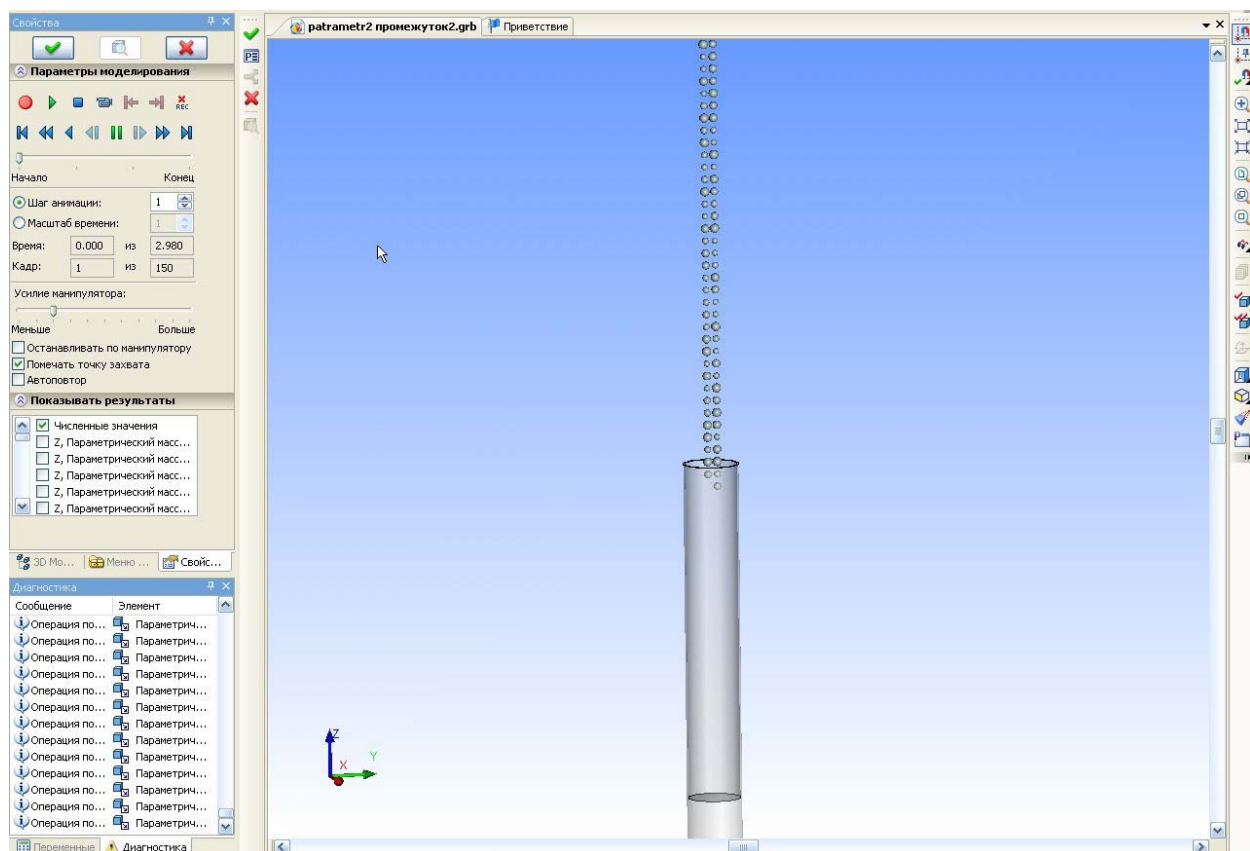 Свойства
patrametr2 промежуток2.grb Приветствие
Параметры моделирования
REC
Начало Конец
Шаг анимации: 1
Масштаб времени: 1
Время: 0.000 из 2.980
Кадр: 1 из 150
Усилие манипулятора:
Меньше Больше
Останавливать по манипулятору
Помечать точку захвата
Автоповтор
Показывать результаты
Численные значения
Z, Параметрический масс...
Z, Параметрический масс...
Z, Параметрический масс...
Z, Параметрический масс...
Z, Параметрический масс...
3D Мо... Меню ... Свойс...
Диагностика
Сообщение Элемент
Операция по... Параметрич...
Операция по... Параметрич...
Операция по... Параметрич...
Операция по... Параметрич...
Операция по... Параметрич...
Операция по... Параметрич...
Операция по... Параметрич...
Операция по... Параметрич...
Операция по... Параметрич...
Операция по... Параметрич...
Операция по... Параметрич...
Операция по... Параметрич...
Операция по... Параметрич...
Переменные Диагностика
Z
Y
X